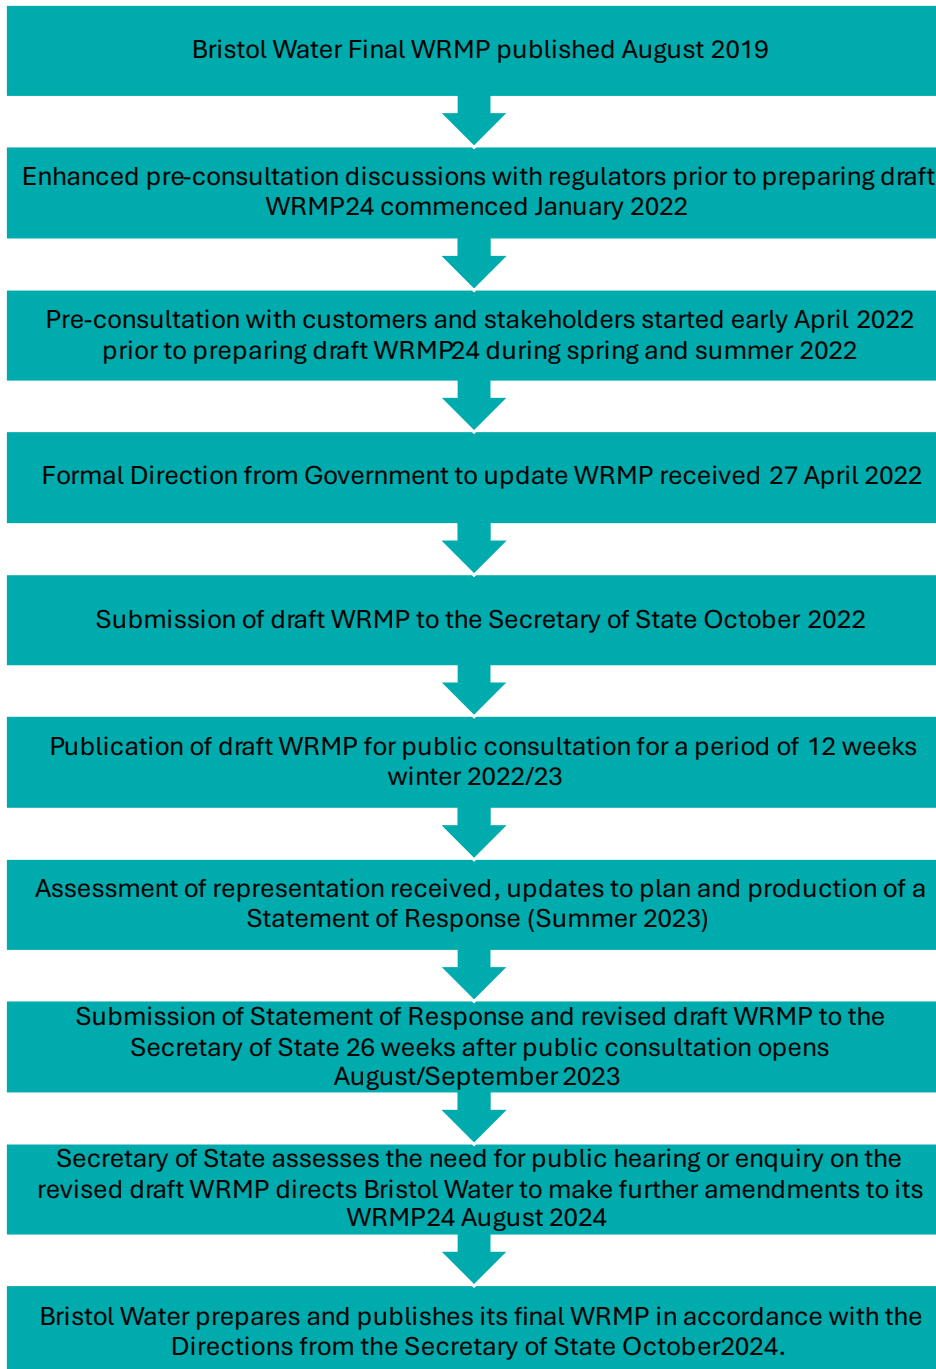 Bristol Water Final WRMP published August 2019
Enhanced pre-consultation discussions with regulators prior to preparing draft
WRMP24 commenced January 2022
Pre-consultation with customers and stakeholders started early April 2022
prior to preparing draft WRMP24 during spring and summer 2022
Formal Direction from Government to update WRMP received 27 April 2022
Submission of draft WRMP to the Secretary of State October 2022
Publication of draft WRMP for public consultation for a period of 12 weeks
winter 2022/23
Assessment of representation received, updates to plan and production of a
Statement of Response (Summer 2023)
Submission of Statement of Response and revised draft WRMP to the
Secretary of State 26 weeks after public consultation opens
August/September 2023
Secretary of State assesses the need for public hearing or enquiry on the
revised draft WRMP directs Bristol Water to make further amendments to its
WRMP24 August 2024
Bristol Water prepares and publishes its final WRMP in accordance with the
Directions from the Secretary of State October2024.